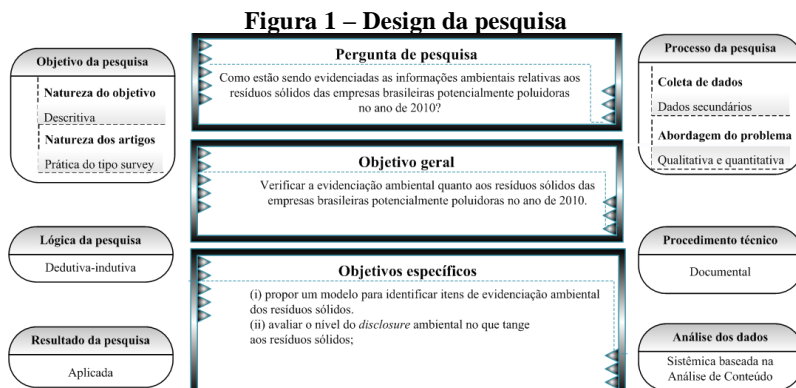 Figura 1 – Design da pesquisa
Objetivo da pesquisa
Natureza do objetivo
Descritiva
Natureza dos artigos
Prática do tipo survey
Lógica da pesquisa
Dedutiva-indutiva
Resultado da pesquisa
Aplicada
Pergunta de pesquisa
Como estão sendo evidenciadas as informações ambientais relativas aos
resíduos sólidos das empresas brasileiras potencialmente poluidoras
no ano de 2010?
Objetivo geral
Verificar a evidenciação ambiental quanto aos resíduos sólidos das
empresas brasileiras potencialmente poluidoras no ano de 2010.
Objetivos específicos
(i) propor um modelo para identificar itens de evidenciação ambiental
dos resíduos sólidos.
(ii) avaliar o nível do disclosure ambiental no que tange
aos resíduos sólidos;
Processo da pesquisa
Coleta de dados
Dados secundários
Abordagem do problema
Qualitativa e quantitativa
Procedimento técnico
Documental
Análise dos dados
Sistêmica baseada na
Análise de Conteúdo